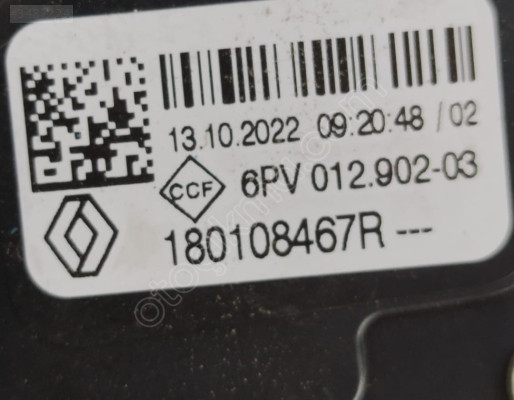 13.10.2022 09:20:48 / 02
CCF 6PV 012.902-03
180108467R ---